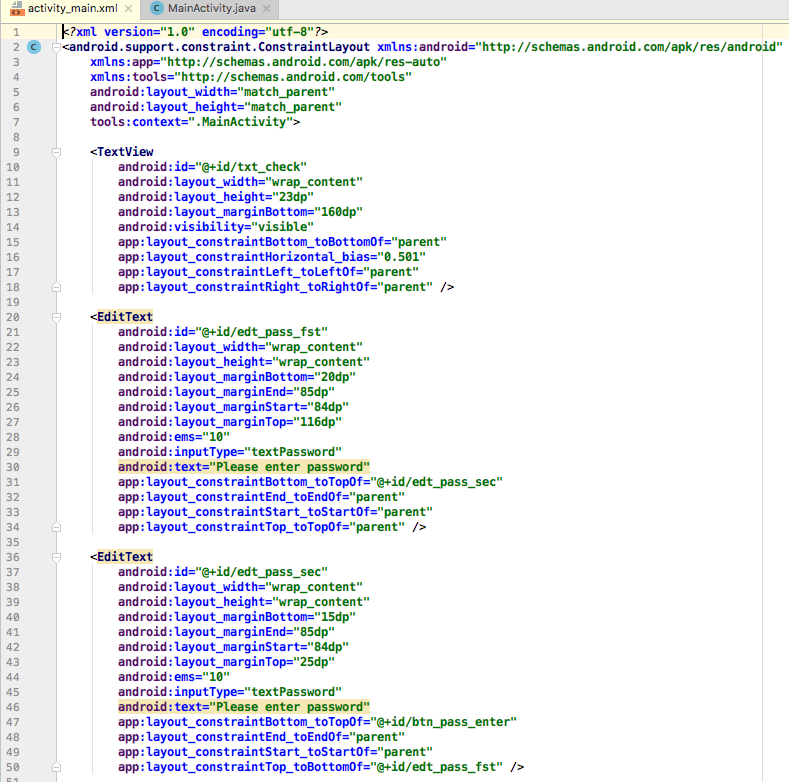 activity_main.xml × MainActivity.java ×
1 <?xml version="1.0" encoding="utf-8"?>
2 C <android.support.constraint.ConstraintLayout xmlns:android="http://schemas.android.com/apk/res/android"
3 xmlns:app="http://schemas.android.com/apk/res-auto"
4 xmlns:tools="http://schemas.android.com/tools"
5 android:layout_width="match_parent"
6 android:layout_height="match_parent"
7 tools:context=".MainActivity">
8
9 <TextView
10 android:id="@+id/txt_check"
11 android:layout_width="wrap_content"
12 android:layout_height="23dp"
13 android:layout_marginBottom="160dp"
14 android:visibility="visible"
15 app:layout_constraintBottom_toBottomOf="parent"
16 app:layout_constraintHorizontal_bias="0.501"
17 app:layout_constraintLeft_toLeftOf="parent"
18 app:layout_constraintRight_toRightOf="parent" />
19
20 <EditText
21 android:id="@+id/edt_pass_fst"
22 android:layout_width="wrap_content"
23 android:layout_height="wrap_content"
24 android:layout_marginBottom="20dp"
25 android:layout_marginEnd="85dp"
26 android:layout_marginStart="84dp"
27 android:layout_marginTop="116dp"
28 android:ems="10"
29 android:inputType="textPassword"
30 android:text="Please enter password"
31 app:layout_constraintBottom_toTopOf="@+id/edt_pass_sec"
32 app:layout_constraintEnd_toEndOf="parent"
33 app:layout_constraintStart_toStartOf="parent"
34 app:layout_constraintTop_toTopOf="parent" />
35
36 <EditText
37 android:id="@+id/edt_pass_sec"
38 android:layout_width="wrap_content"
39 android:layout_height="wrap_content"
40 android:layout_marginBottom="15dp"
41 android:layout_marginEnd="85dp"
42 android:layout_marginStart="84dp"
43 android:layout_marginTop="25dp"
44 android:ems="10"
45 android:inputType="textPassword"
46 android:text="Please enter password"
47 app:layout_constraintBottom_toTopOf="@+id/btn_pass_enter"
48 app:layout_constraintEnd_toEndOf="parent"
49 app:layout_constraintStart_toStartOf="parent"
50 app:layout_constraintTop_toBottomOf="@+id/edt_pass_fst" />